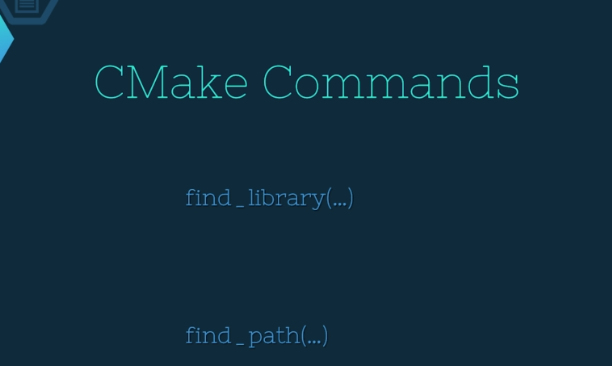 CMake Commands
find_library(...)
find_path(...)